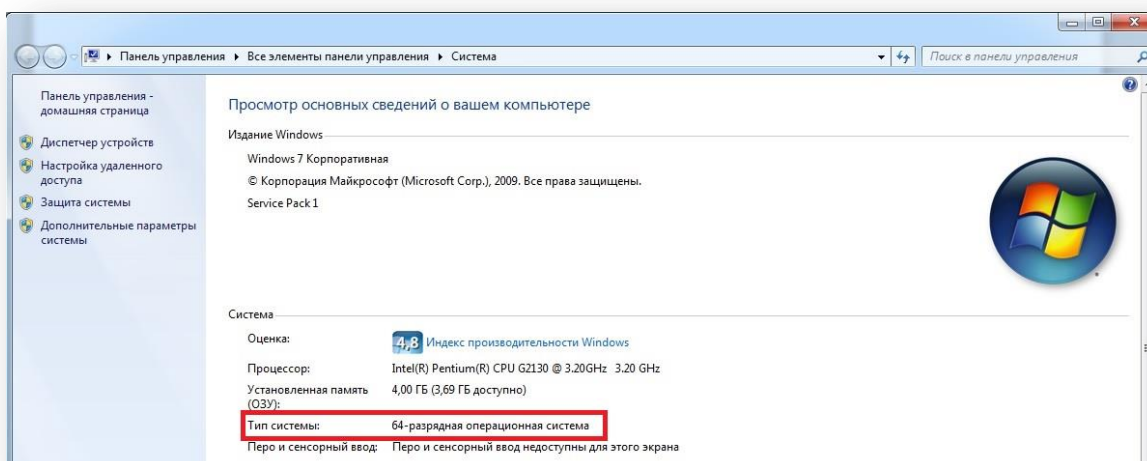 Панель управления ▸ Все элементы панели управления ▸ Система
Поиск в панели управления
Панель управления -
домашняя страница
Диспетчер устройств
Настройка удаленного
доступа
Защита системы
Дополнительные параметры
системы
Просмотр основных сведений о вашем компьютере
Издание Windows
Windows 7 Корпоративная
© Корпорация Майкрософт (Microsoft Corp.), 2009. Все права защищены.
Service Pack 1
Система
Оценка: 4,8 Индекс производительности Windows
Процессор: Intel(R) Pentium(R) CPU G2130 @ 3.20GHz 3.20 GHz
Установленная память 4,00 ГБ (3,69 ГБ доступно)
(ОЗУ):
Тип системы: 64-разрядная операционная система
Перо и сенсорный ввод: Перо и сенсорный ввод недоступны для этого экрана